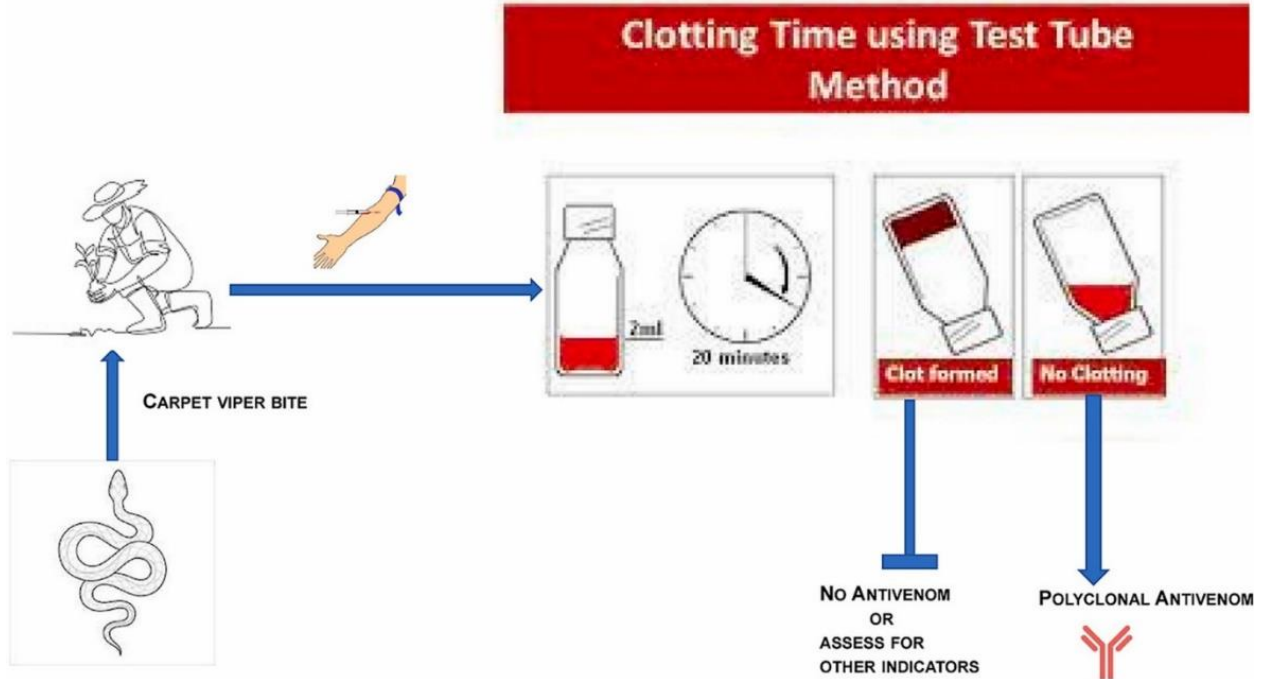 Clotting Time using Test Tube
Method
2ml
20 minutes
Clot formed
No Clotting
CARPET VIPER BITE
NO ANTIVENOM
OR
ASSESS FOR
OTHER INDICATORS
POLYCLONAL ANTIVENOM